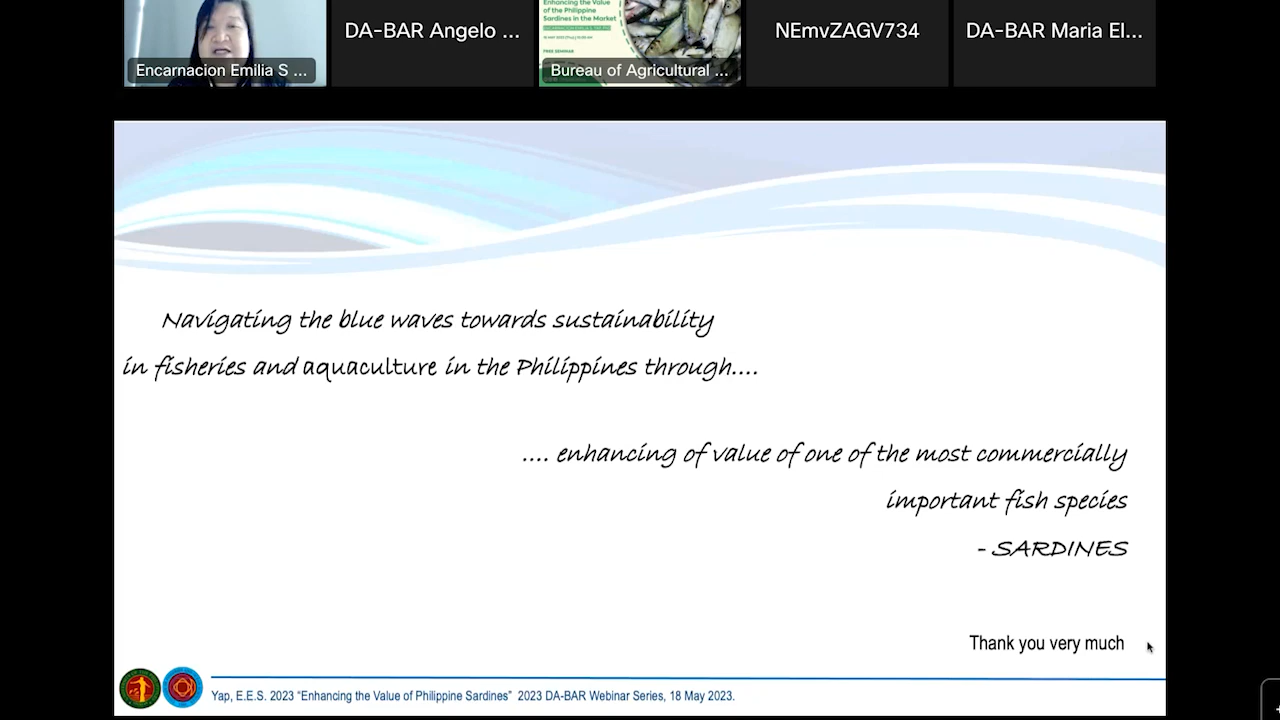 Enhancing the Value
of the Philippine
Sardines in the Market
FREE SEMINAR
Encarnacion Emilia S ...
DA-BAR Angelo ...
Bureau of Agricultural ...
NEmvZAGV734
DA-BAR Maria El...
Navigating the blue waves towards sustainability
in fisheries and aquaculture in the Philippines through....
.... enhancing of value of one of the most commercially
important fish species
- SARDINES
Thank you very much
Yap, E.E.S. 2023 “Enhancing the Value of Philippine Sardines” 2023 DA-BAR Webinar Series, 18 May 2023.